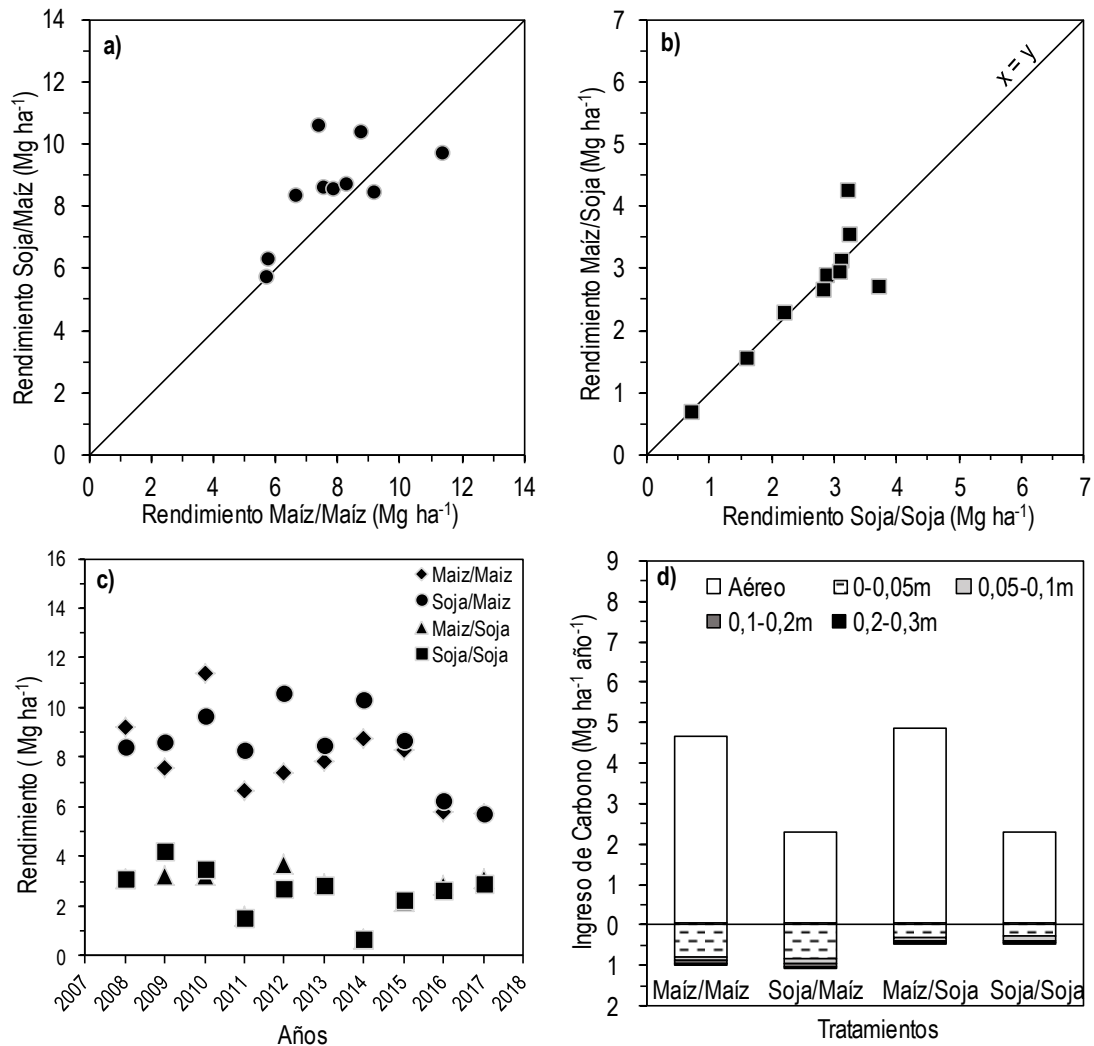 a)
14
12
10
8
6
4
2
0
Rendimiento Soja/Maíz (Mg ha⁻¹)
0 2 4 6 8 10 12 14
Rendimiento Maíz/Maíz (Mg ha⁻¹)
b)
x = y
7
6
5
4
3
2
1
0
Rendimiento Maíz/Soja (Mg ha⁻¹)
0 1 2 3 4 5 6 7
Rendimiento Soja/Soja (Mg ha⁻¹)
c)
Maiz/Maiz
Soja/Maiz
Maiz/Soja
Soja/Soja
16
14
12
10
8
6
4
2
0
Rendimiento ( Mg ha⁻¹)
2007 2008 2009 2010 2011 2012 2013 2014 2015 2016 2017 2018
Años
d)
Aéreo 0-0,05m 0,05-0,1m
0,1-0,2m 0,2-0,3m
9
8
7
6
5
4
3
2
1
0
1
2
Ingreso de Carbono (Mg ha⁻¹ año⁻¹)
Maíz/Maíz Soja/Maíz Maíz/Soja Soja/Soja
Tratamientos